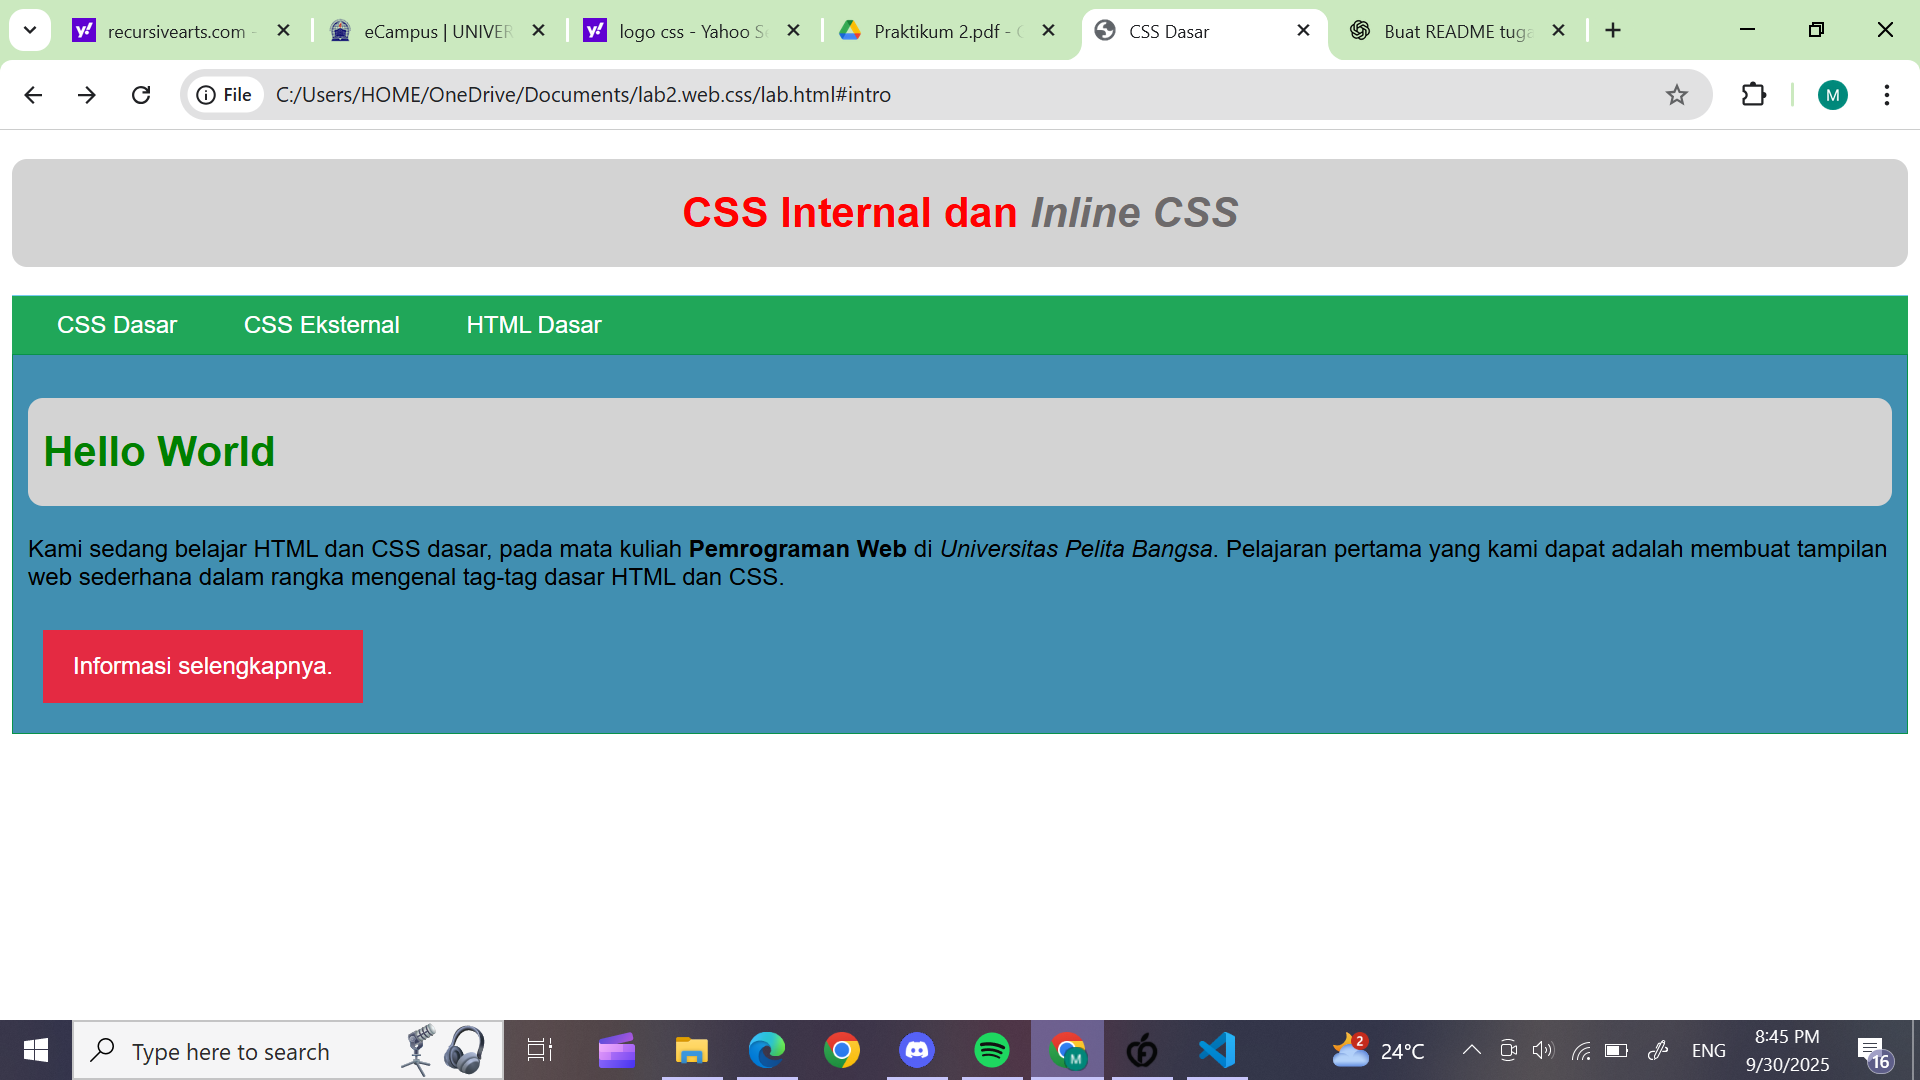 recursivearts.com -
eCampus | UNIVER
logo css - Yahoo Se
Praktikum 2.pdf -
CSS Dasar
Buat README tuga
File
C:/Users/HOME/OneDrive/Documents/lab2.web.css/lab.html#intro
M
CSS Internal dan Inline CSS
CSS Dasar
CSS Eksternal
HTML Dasar
Hello World
Kami sedang belajar HTML dan CSS dasar, pada mata kuliah Pemrograman Web di Universitas Pelita Bangsa. Pelajaran pertama yang kami dapat adalah membuat tampilan
web sederhana dalam rangka mengenal tag-tag dasar HTML dan CSS.
Informasi selengkapnya.
Type here to search
M
2
24°C
ENG
8:45 PM
9/30/2025
16